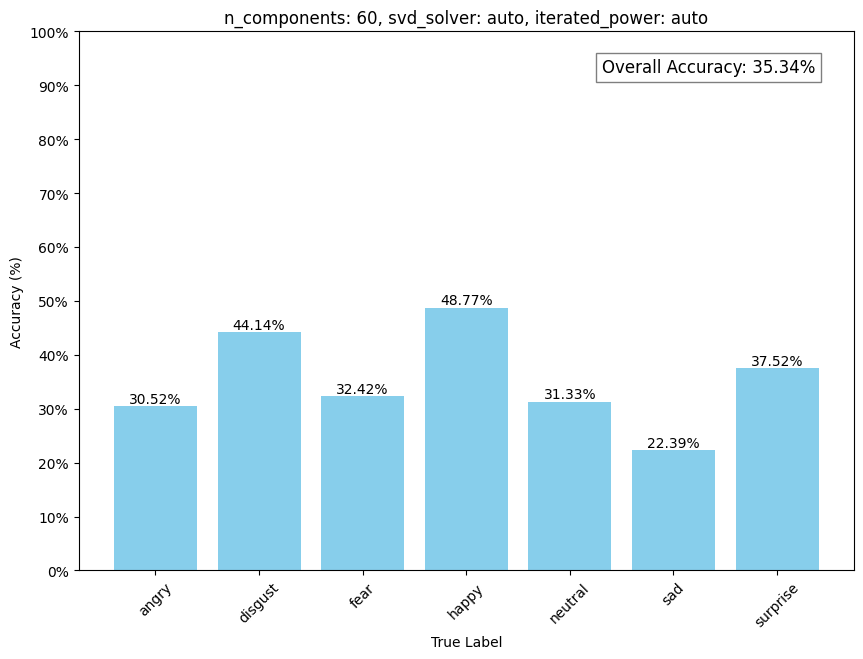 n_components: 60, svd_solver: auto, iterated_power: auto
100%
Overall Accuracy: 35.34%
90%
80%
70%
60%
50%
40%
30%
20%
10%
0%
Accuracy (%)
30.52%
44.14%
32.42%
48.77%
31.33%
22.39%
37.52%
angry
disgust
fear
happy
neutral
sad
surprise
True Label